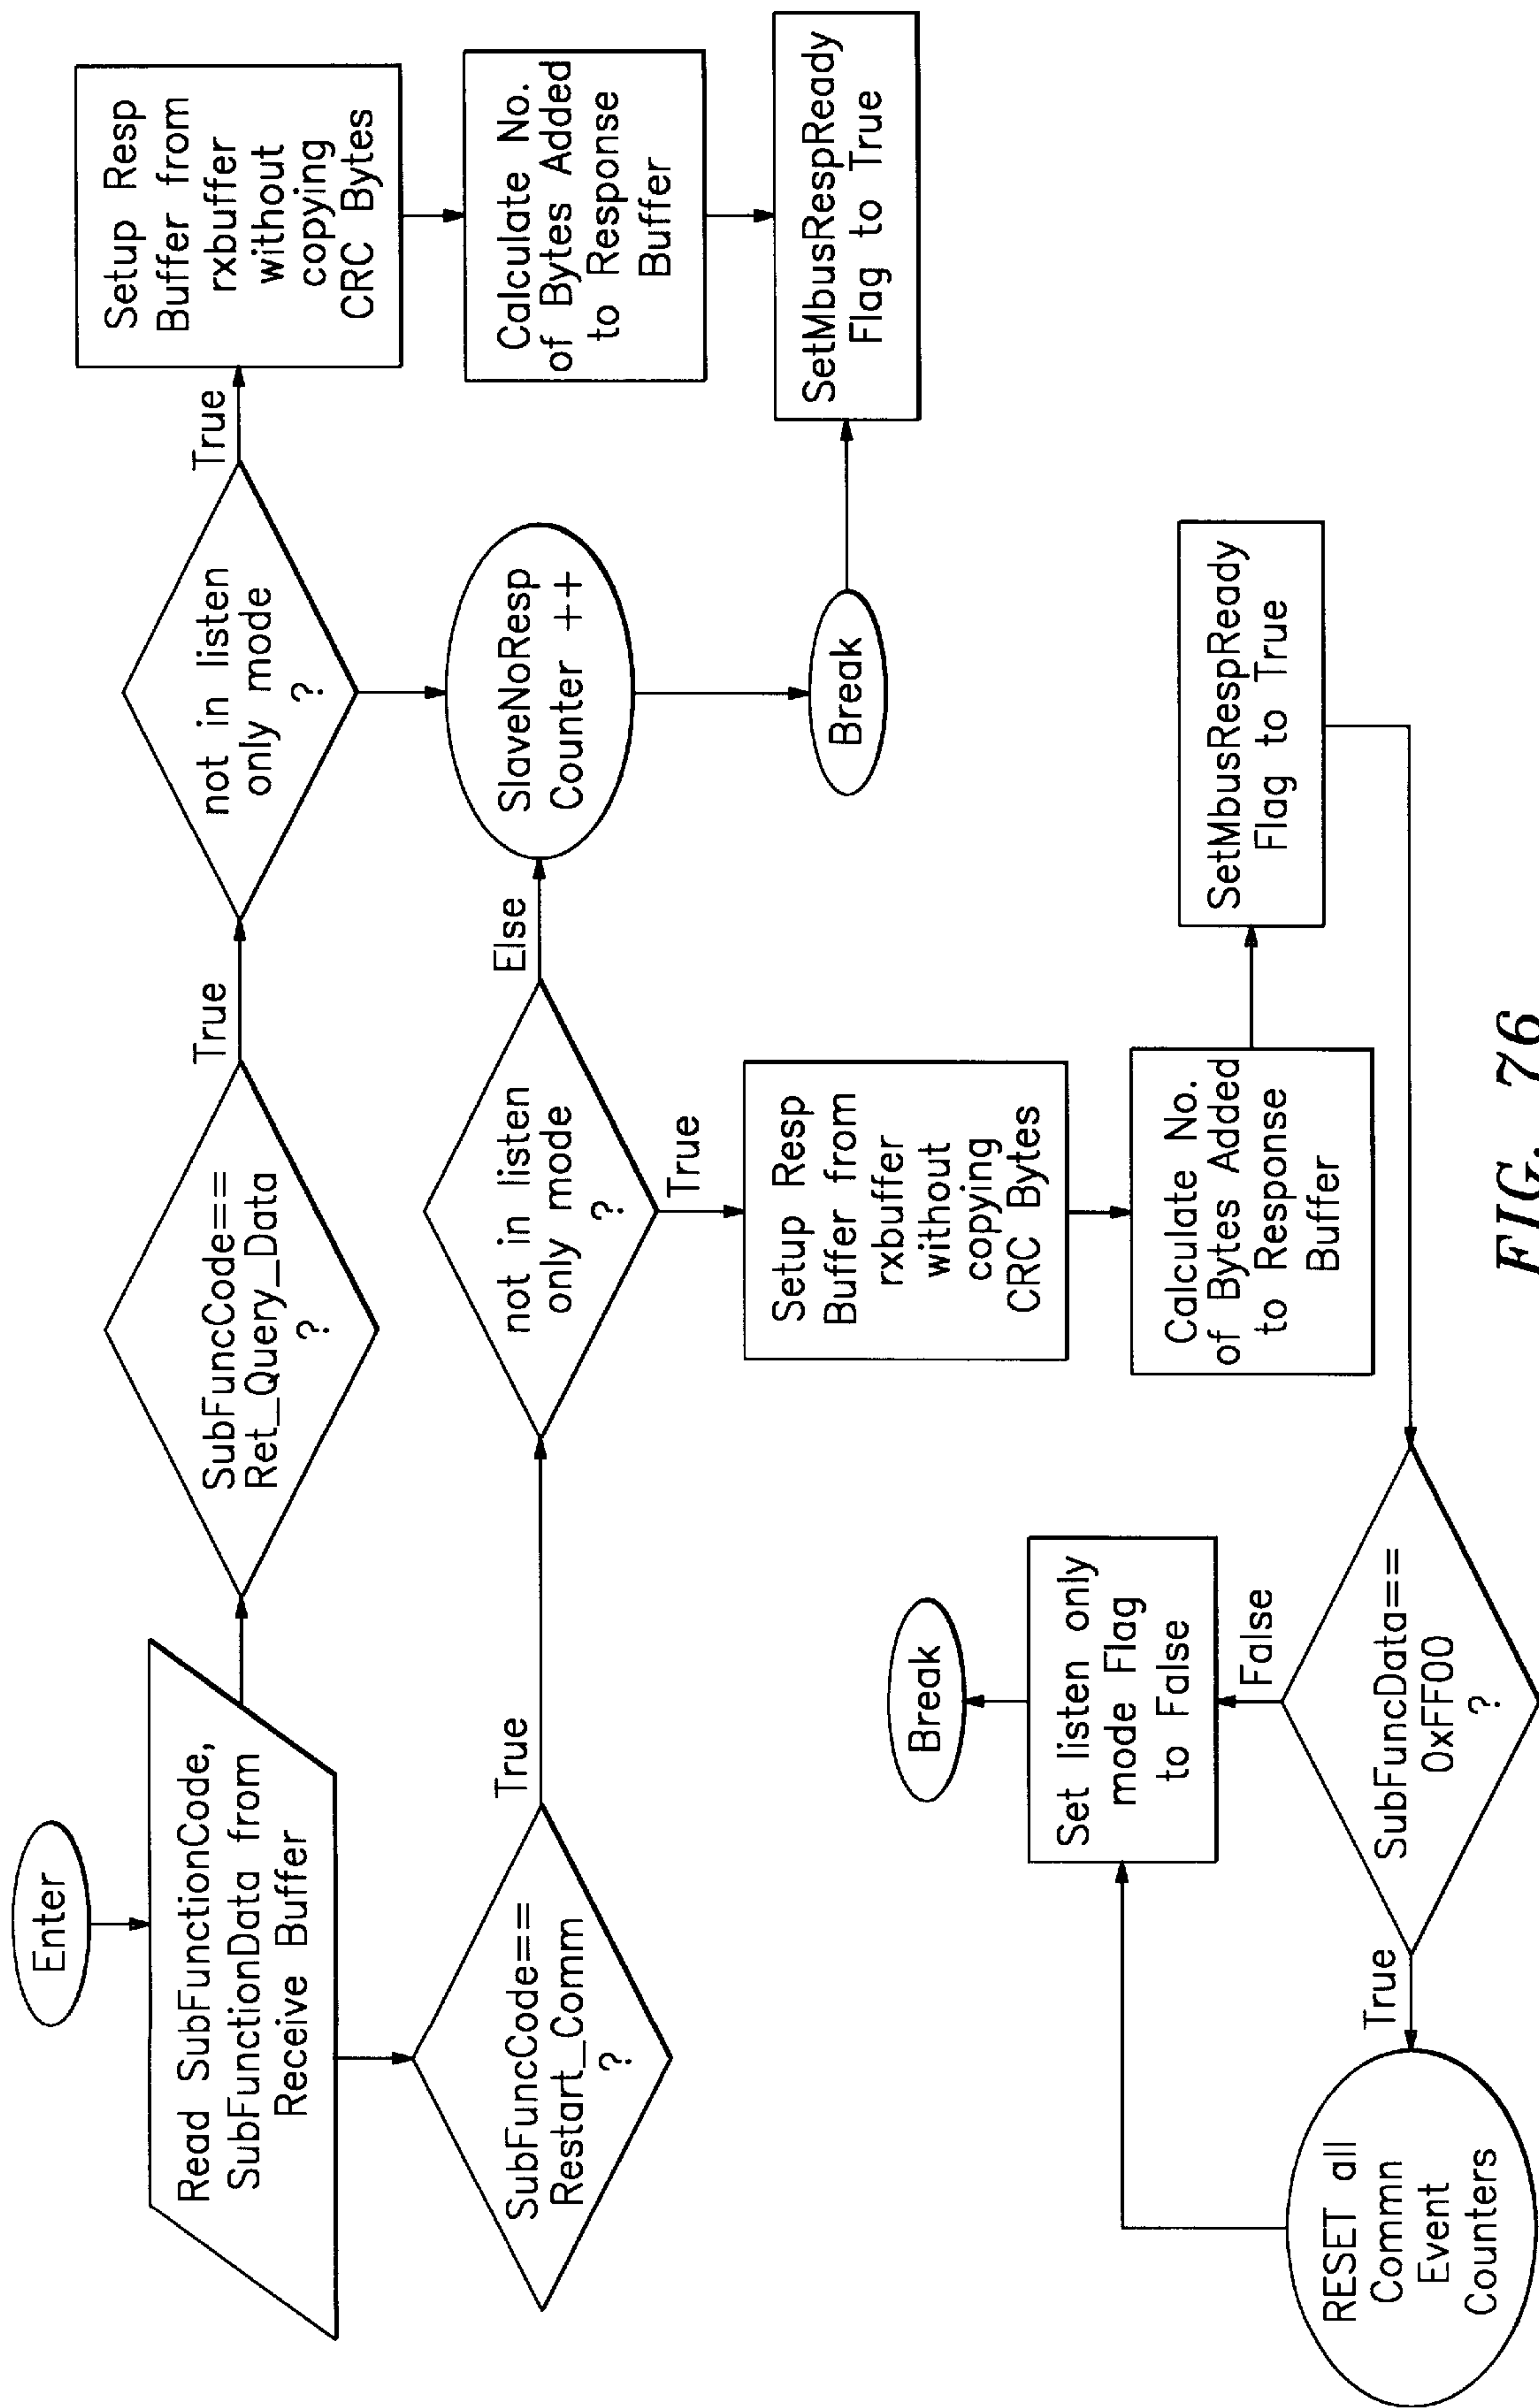 Enter
Read SubFunctionCode,
SubFunctionData from
Receive Buffer
SubFuncCode==
Ret_Query_Data
?
True
not in listen
only mode
?
True
Setup Resp
Buffer from
rxbuffer
without
copying
CRC Bytes
SubFuncCode==
Restart_Comm
?
True
not in listen
only mode
?
Else
SlaveNoResp
Counter ++
Calculate No.
of Bytes Added
to Response
Buffer
True
Setup Resp
Buffer from
rxbuffer
without
copying
CRC Bytes
Break
SetMbusRespReady
Flag to True
Break
Set listen only
mode Flag
to False
Calculate No.
of Bytes Added
to Response
Buffer
SetMbusRespReady
Flag to True
False
RESET all
Commn
Event
Counters
True
SubFuncData==
0xFF00
?
FIG. 76